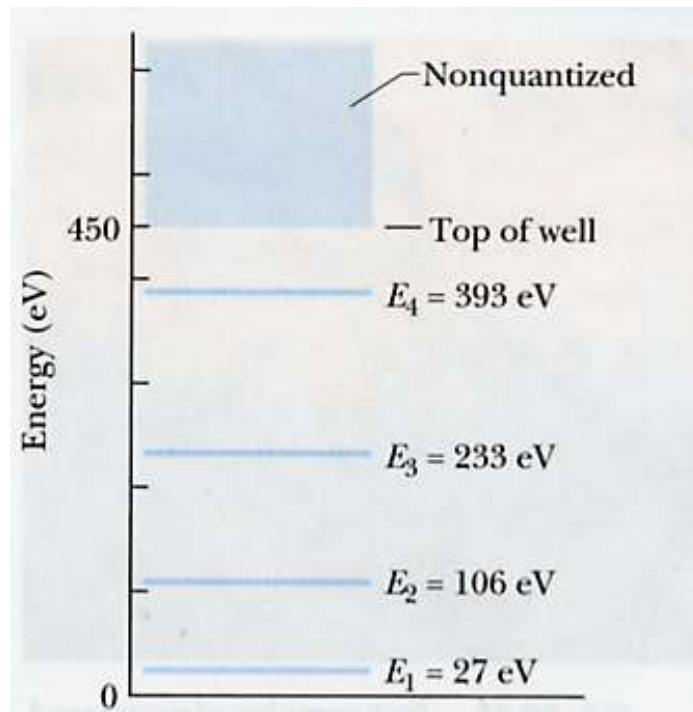 Nonquantized
450
Top of well
E₄ = 393 eV
Energy (eV)
E₃ = 233 eV
E₂ = 106 eV
E₁ = 27 eV
0